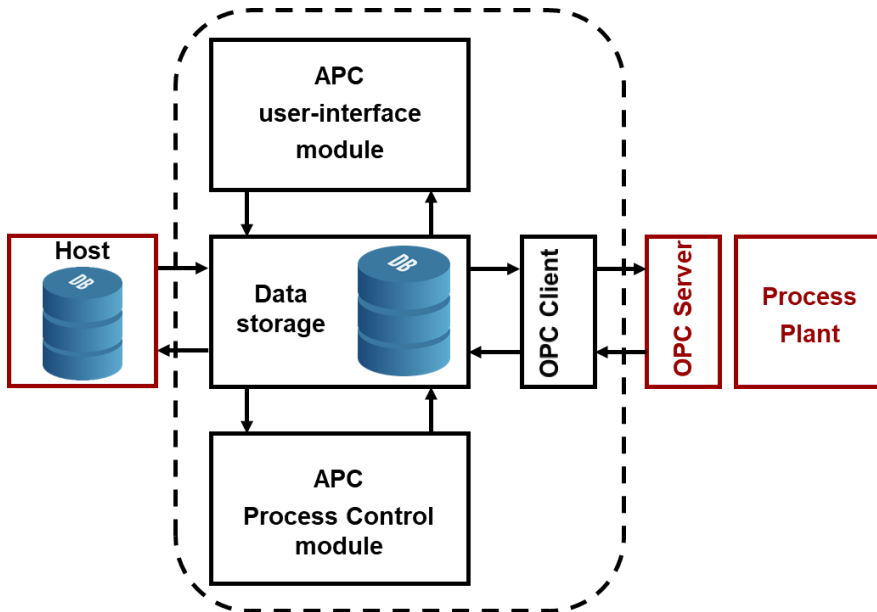 APC
user-interface
module
Host
DB
Data
storage
DB
OPC Client
OPC Server
Process
Plant
APC
Process Control
module